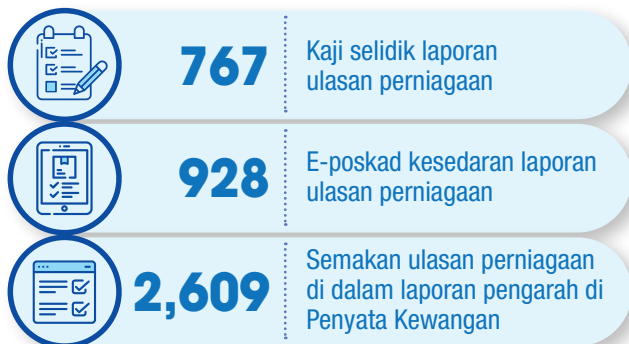 767
Kaji selidik laporan
ulasan perniagaan
928
E-poskad kesedaran laporan
ulasan perniagaan
2,609
Semakan ulasan perniagaan
di dalam laporan pengarah di
Penyata Kewangan